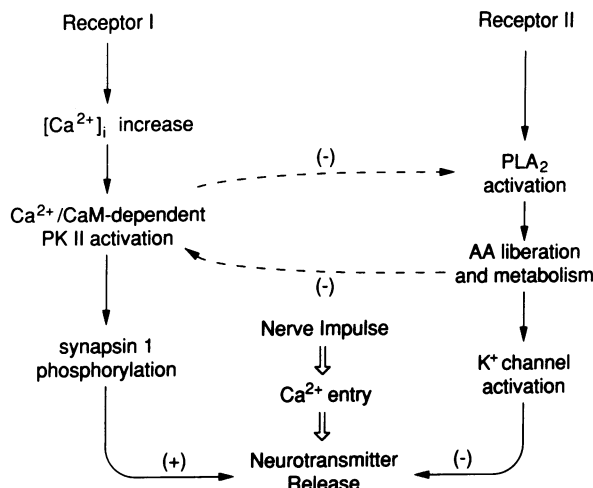 Receptor I
Receptor II
[Ca²⁺]ᵢ increase
(-)
PLA₂
activation
Ca²⁺/CaM-dependent
PK II activation
AA liberation
and metabolism
(-)
Nerve Impulse
synapsin 1
phosphorylation
K⁺ channel
activation
Ca²⁺ entry
(+)
Neurotransmitter
Release
(-)